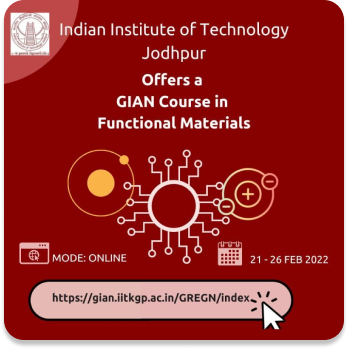 Indian Institute of Technology
Jodhpur
Offers a
GIAN Course in
Functional Materials
MODE: ONLINE
21 - 26 FEB 2022
https://gian.iitkgp.ac.in/GREGN/index